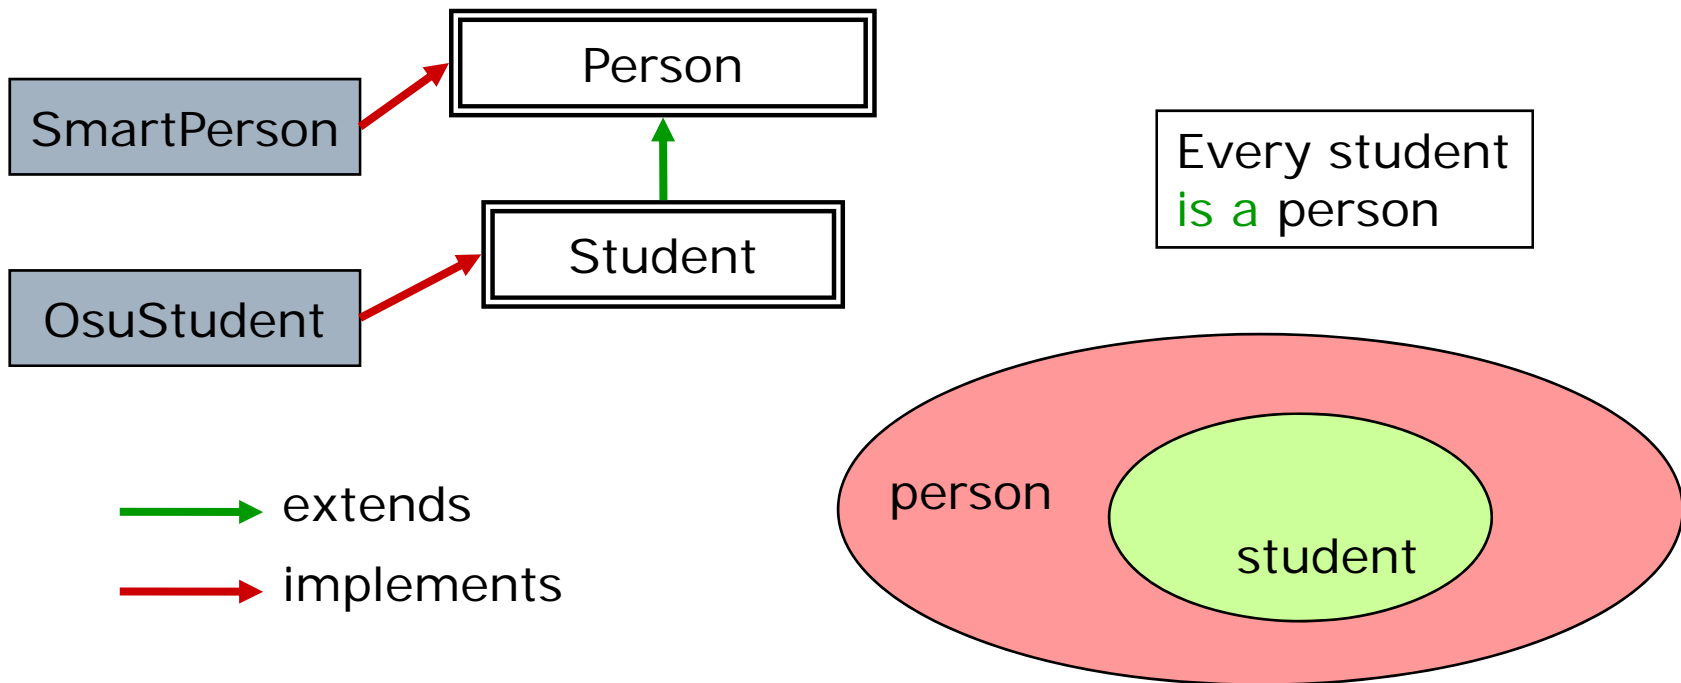 Person
SmartPerson
Every student
is a person
Student
OsuStudent
person
extends
student
implements